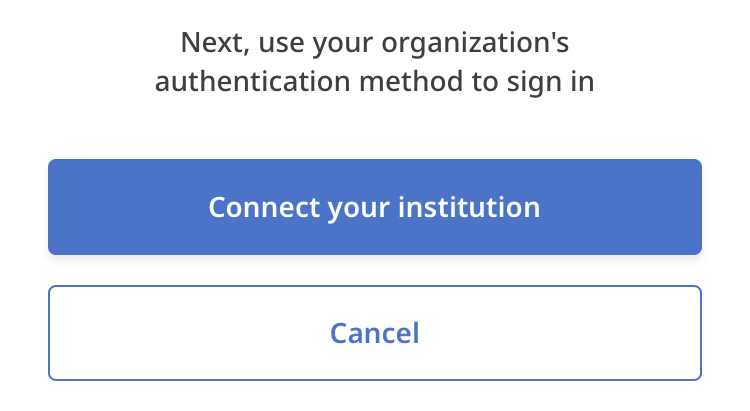 Next, use your organization's
authentication method to sign in
Connect your institution
Cancel